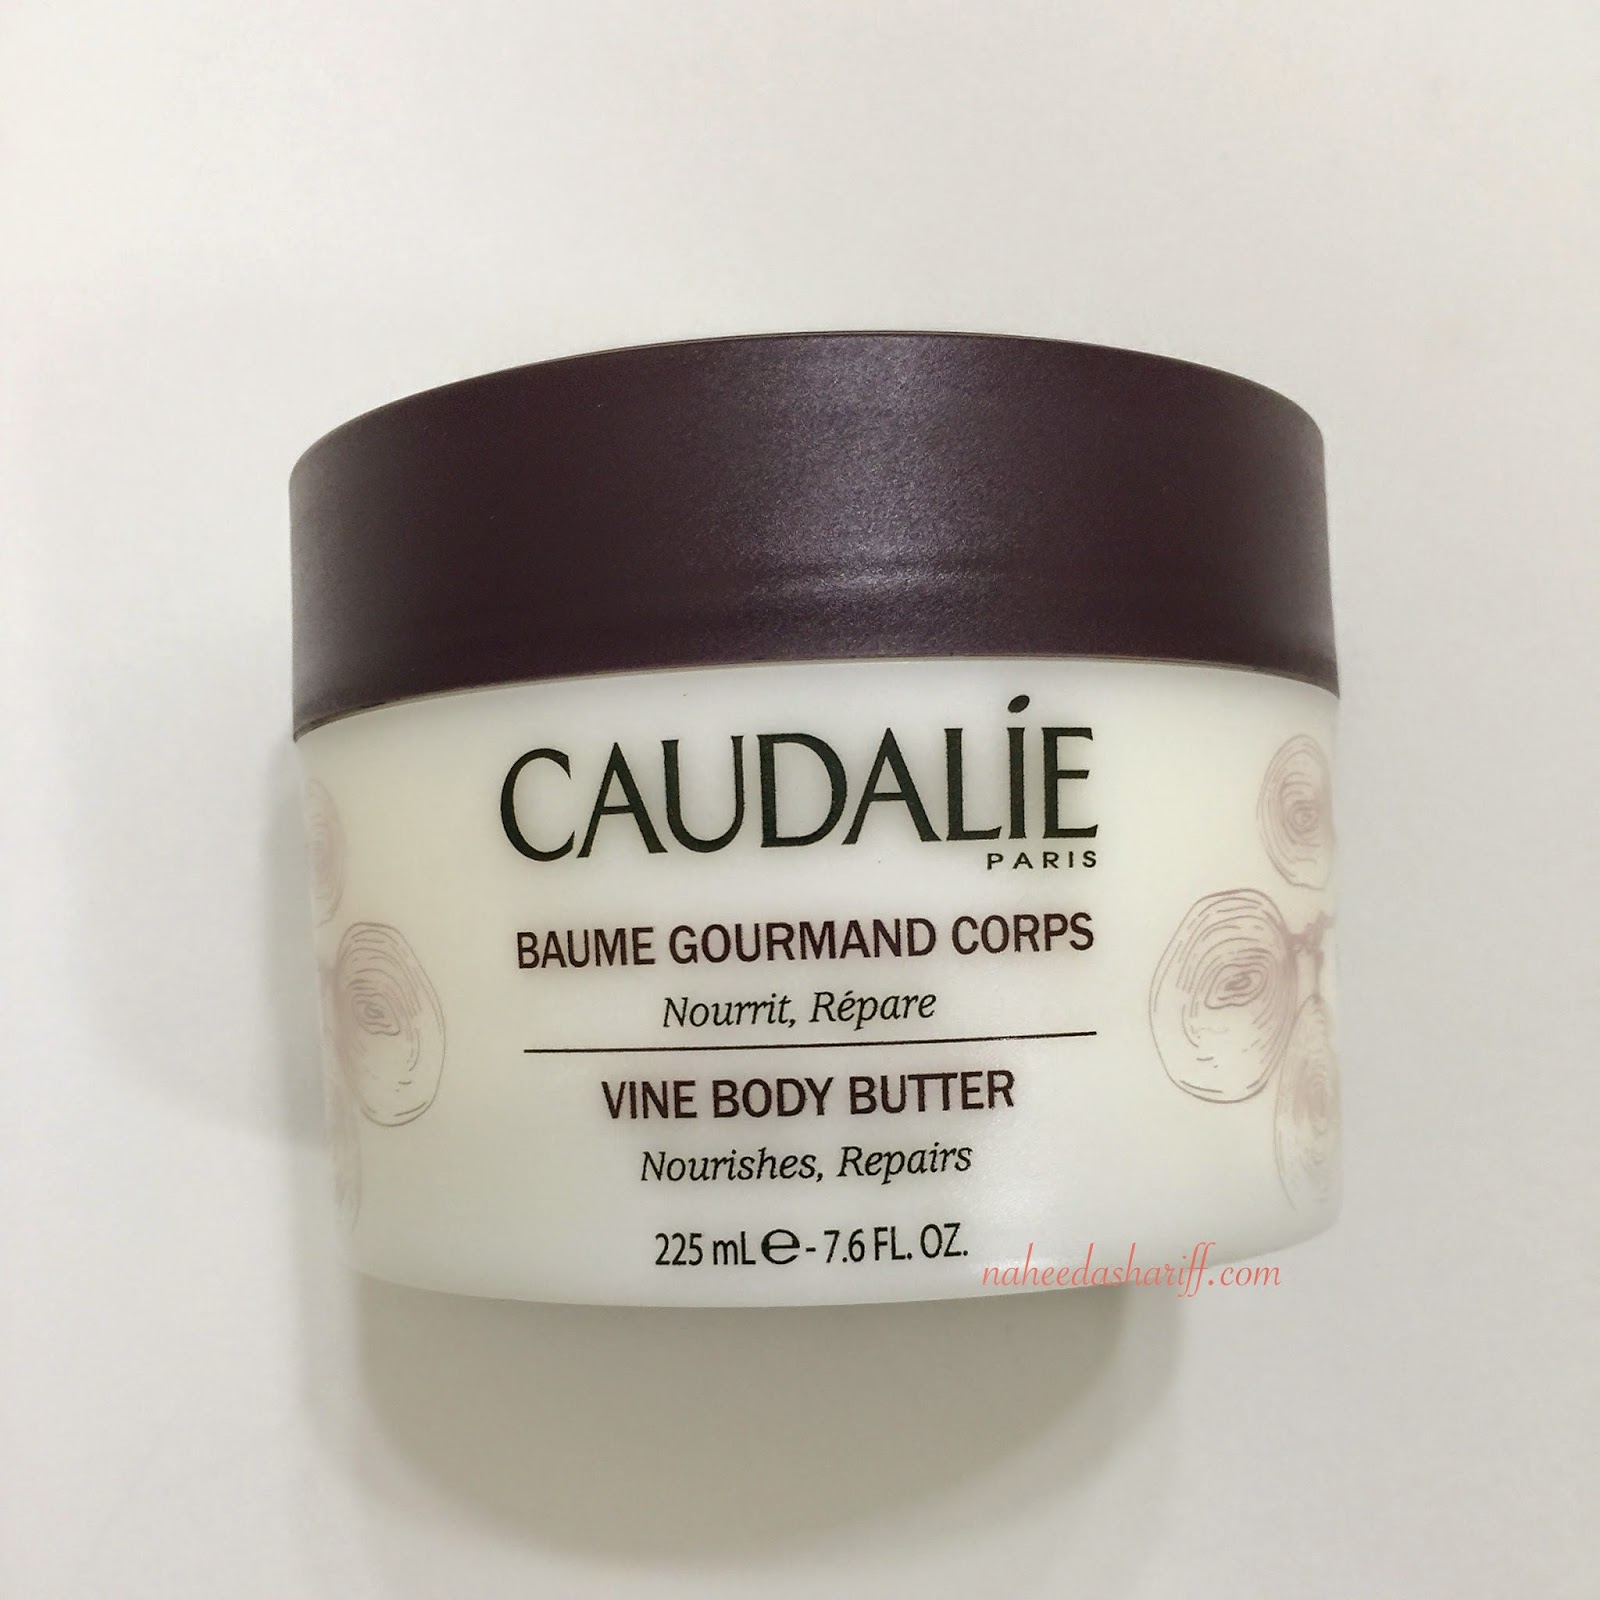 CAUDALiE
PARIS
BAUME GOURMAND CORPS
Nourrit, Répare
VINE BODY BUTTER
Nourishes, Repairs
225 mL ℮ - 7.6 FL. OZ.
naheedashariff.com